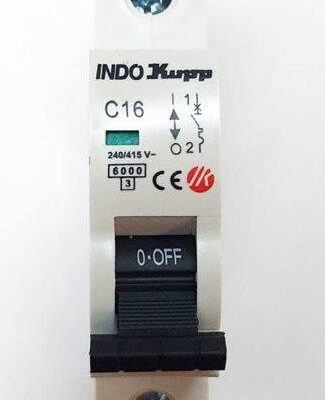 INDO Kupp
C16
1
2
240/415 V~
6000
3
CE
0·OFF